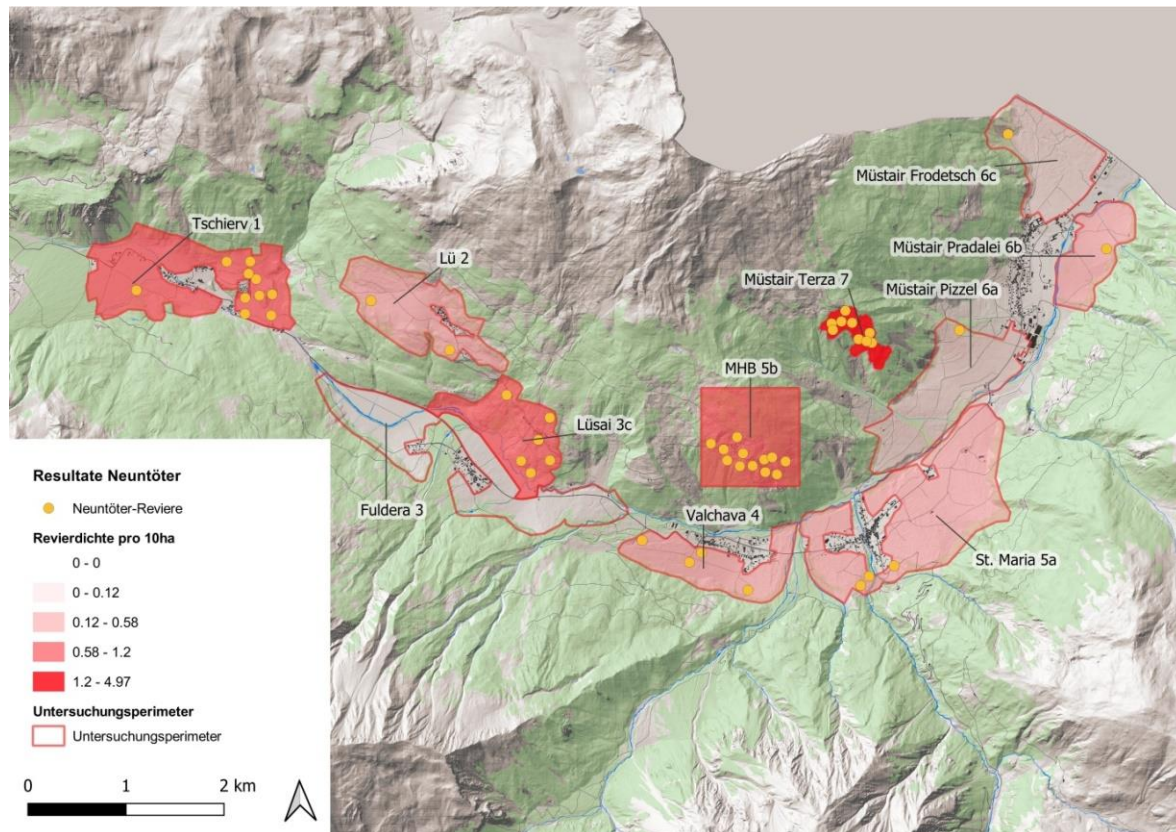 Müstair Frodetsch 6c
Tschierv 1
Müstair Pradalei 6b
Lü 2
Müstair Terza 7
Müstair Pizzel 6a
MHB 5b
Lüsai 3c
Fuldera 3
Valchava 4
St. Maria 5a
Resultate Neuntöter
Neuntöter-Reviere
Revierdichte pro 10ha
0 - 0
0 - 0.12
0.12 - 0.58
0.58 - 1.2
1.2 - 4.97
Untersuchungsperimeter
Untersuchungsperimeter
0 1 2 km